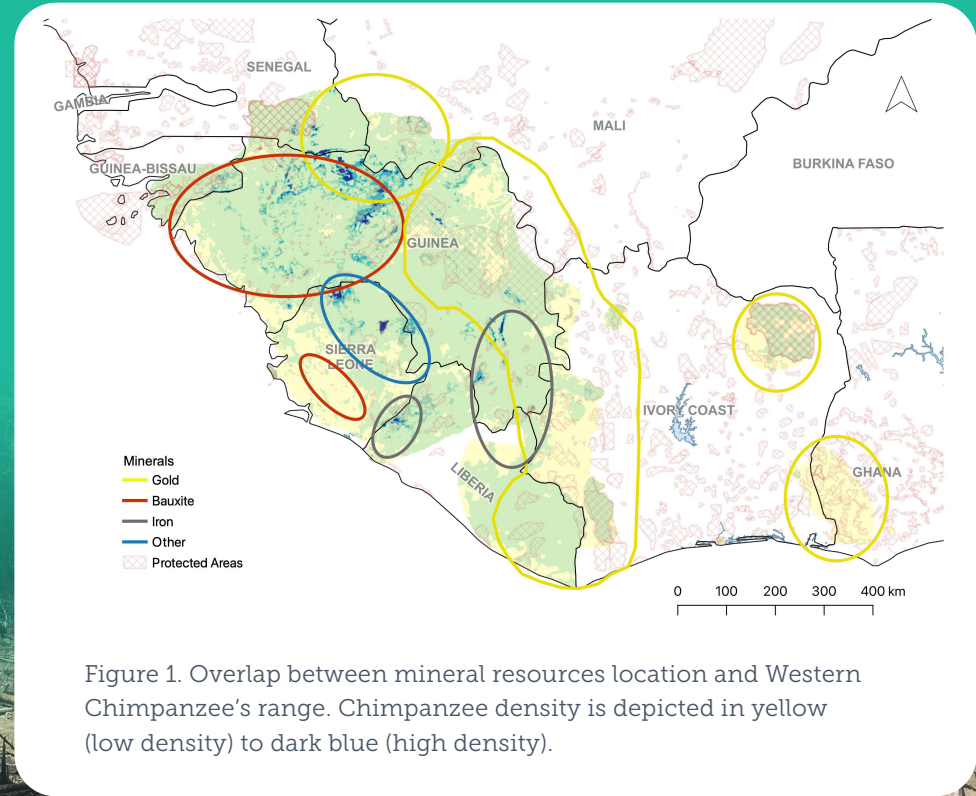 SENEGAL
GAMBIA
MALI
GUINEA-BISSAU
BURKINA FASO
GUINEA
SIERRA
LEONE
IVORY COAST
LIBERIA
GHANA
Minerals
Gold
Bauxite
Iron
Other
Protected Areas
0 100 200 300 400 km
Figure 1. Overlap between mineral resources location and Western
Chimpanzee’s range. Chimpanzee density is depicted in yellow
(low density) to dark blue (high density).